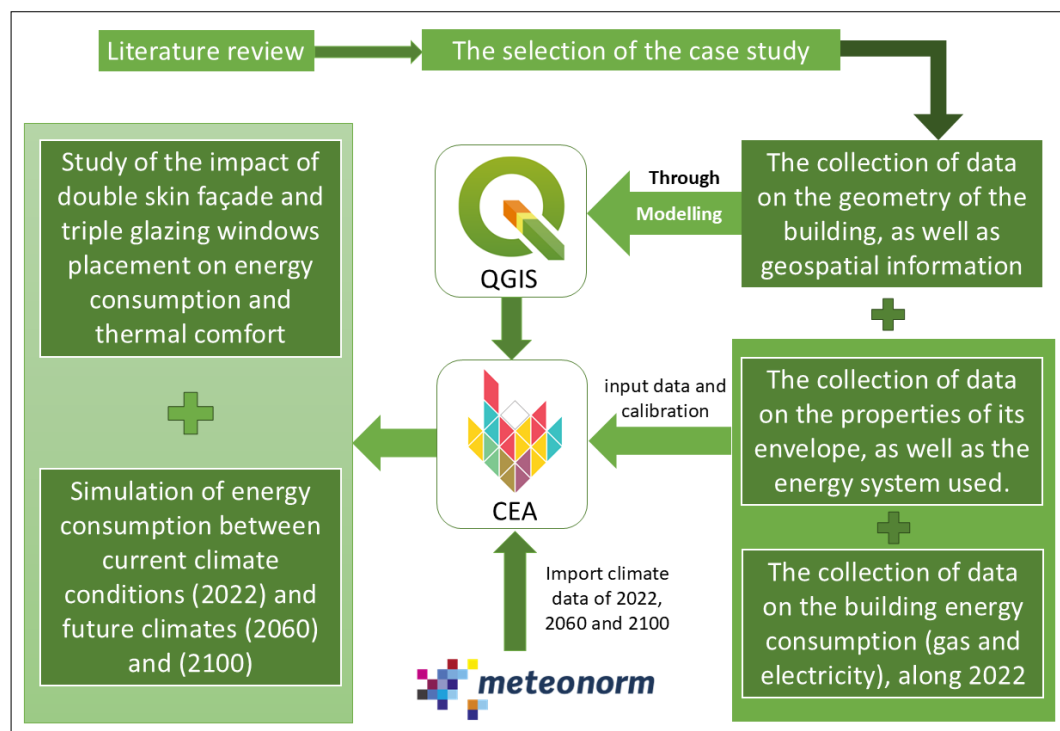 Literature review
The selection of the case study
The collection of data
on the geometry of the
building, as well as
geospatial information
Through
Modelling
QGIS
The collection of data
on the properties of its
envelope, as well as the
energy system used.
The collection of data
on the building energy
consumption (gas and
electricity), along 2022
input data and
calibration
CEA
Import climate
data of 2022,
2060 and 2100
meteonorm
Study of the impact of
double skin façade and
triple glazing windows
placement on energy
consumption and
thermal comfort
Simulation of energy
consumption between
current climate
conditions (2022) and
future climates (2060)
and (2100)